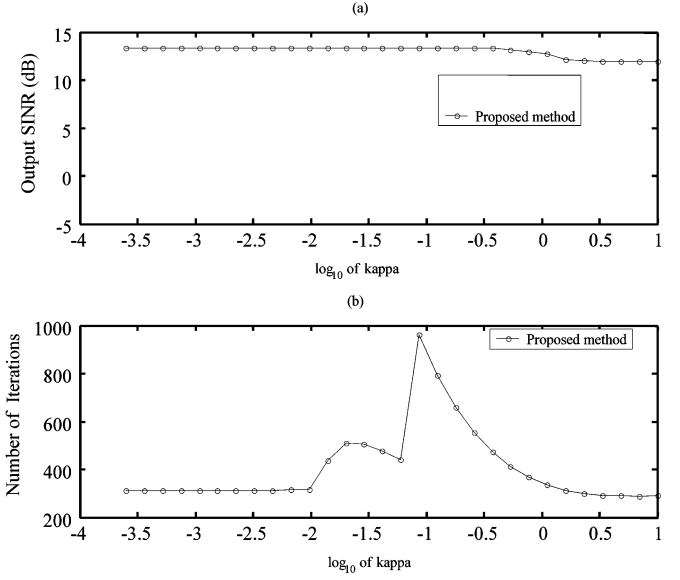 (a)
Output SINR (dB)
15
10
5
0
-5
-4 -3.5 -3 -2.5 -2 -1.5 -1 -0.5 0 0.5 1
Proposed method
log10 of kappa
(b)
Number of Iterations
1000
800
600
400
200
-4 -3.5 -3 -2.5 -2 -1.5 -1 -0.5 0 0.5 1
Proposed method
log10 of kappa